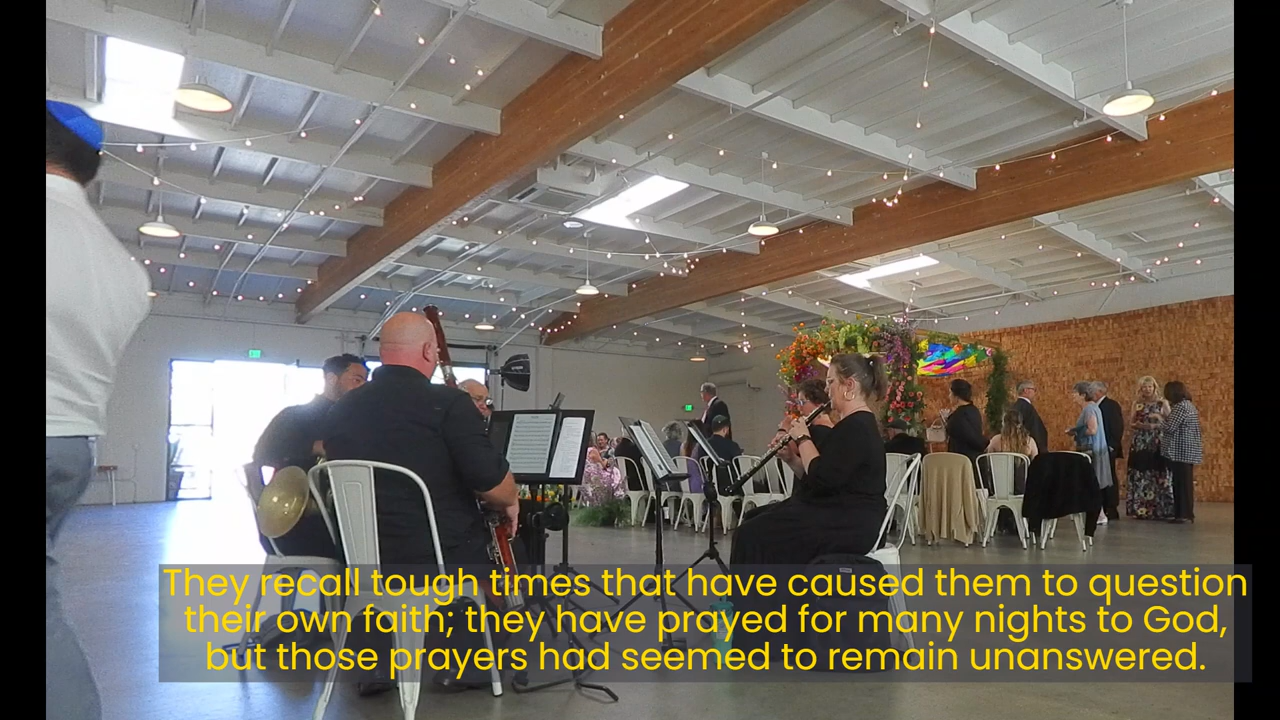 They recall tough times that have caused them to question
their own faith; they have prayed for many nights to God,
but those prayers had seemed to remain unanswered.